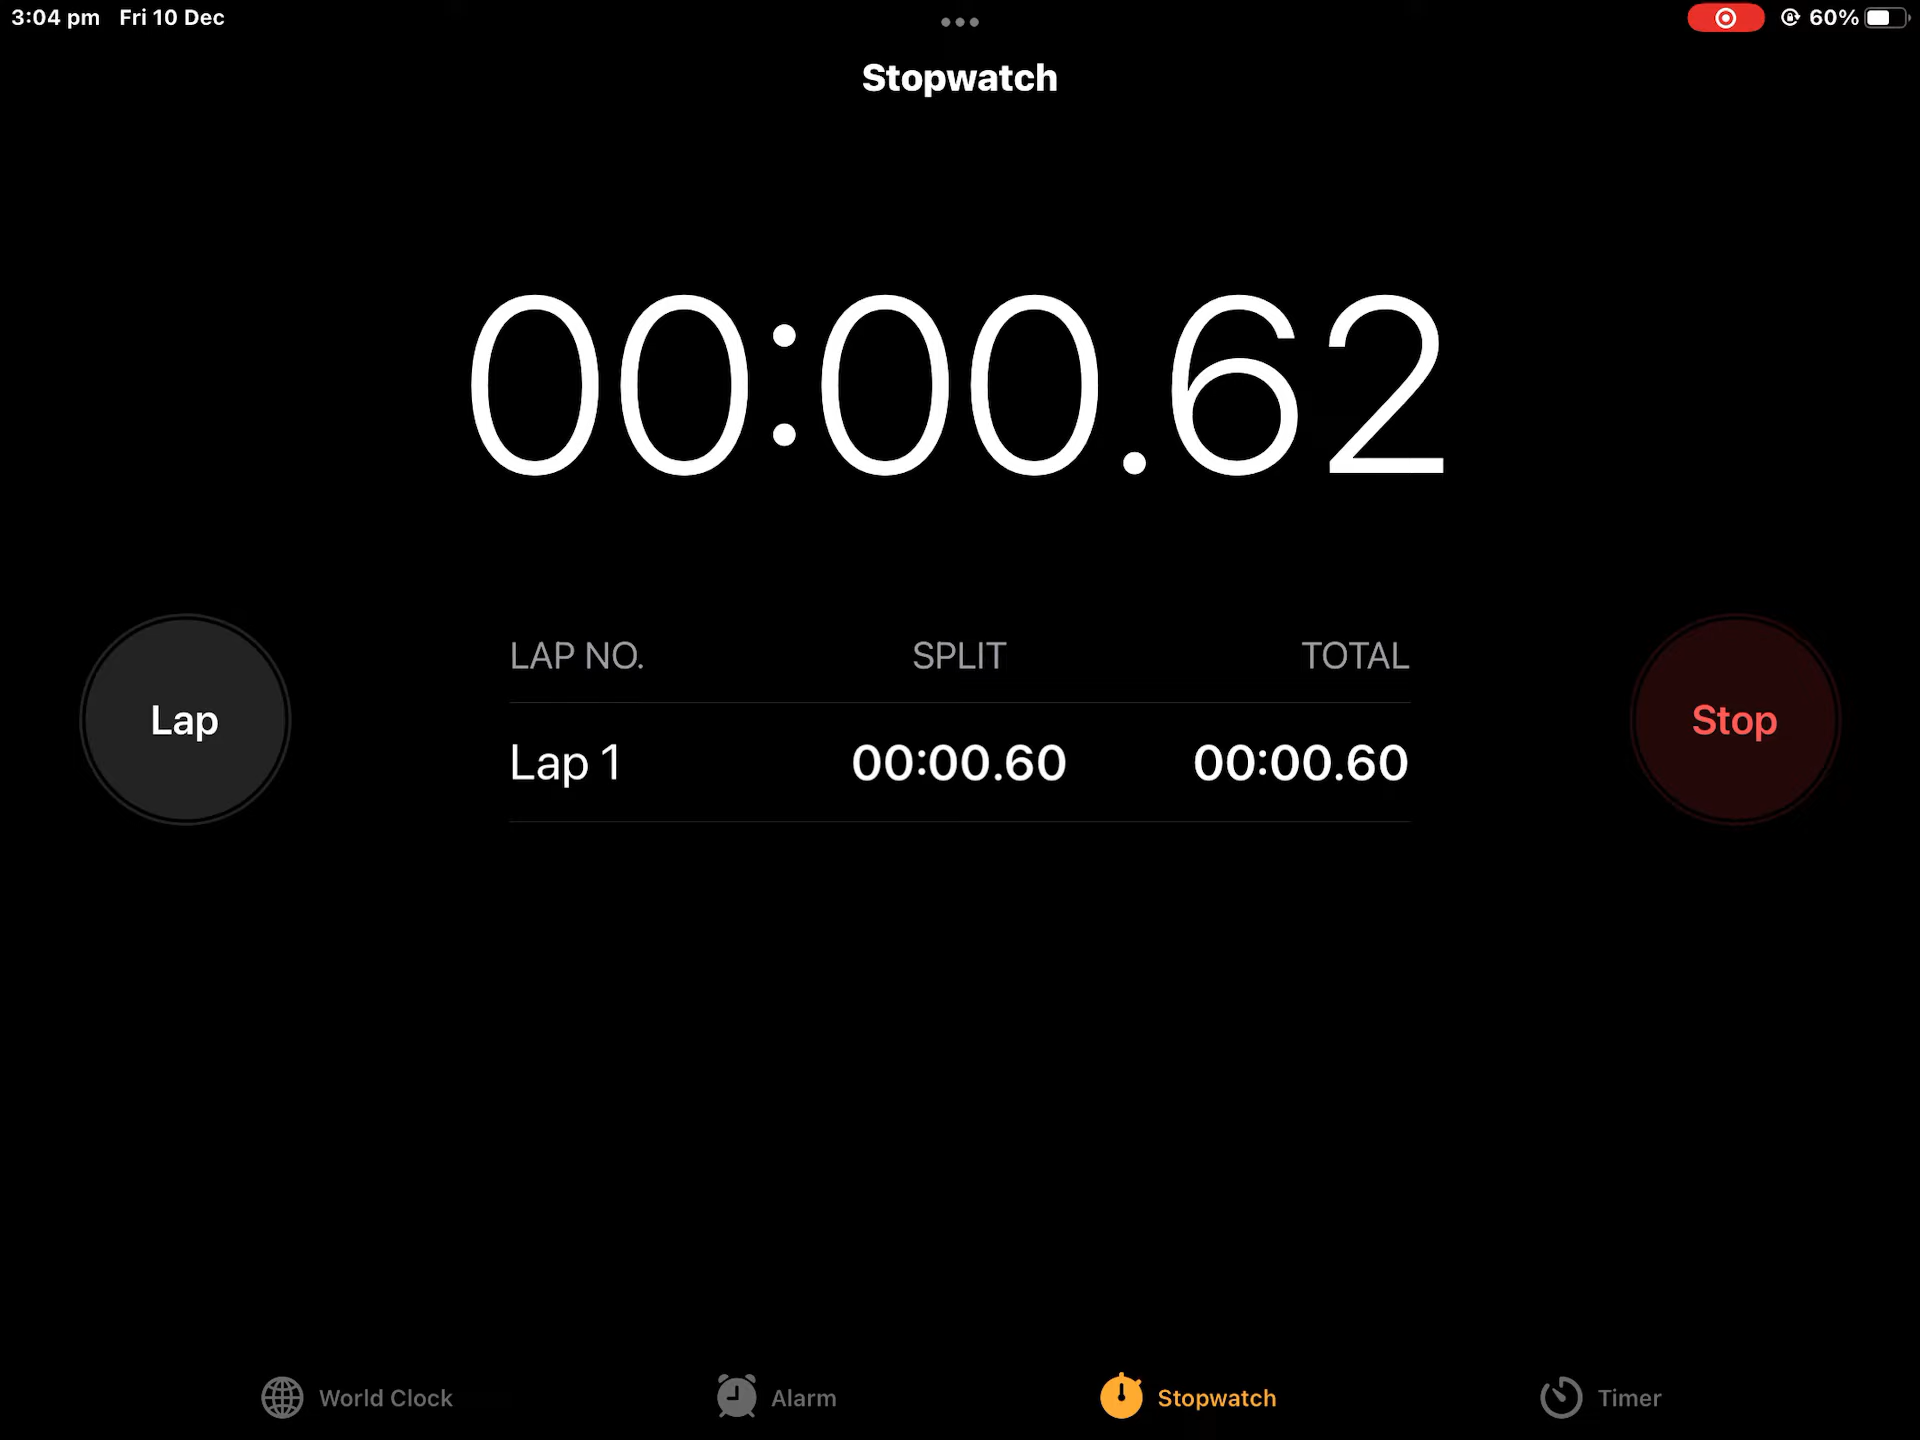 3:04 pm Fri 10 Dec 60%
Stopwatch
00:00.62
LAP NO. SPLIT TOTAL
Lap Lap 1 00:00.60 00:00.60 Stop
World Clock Alarm Stopwatch Timer